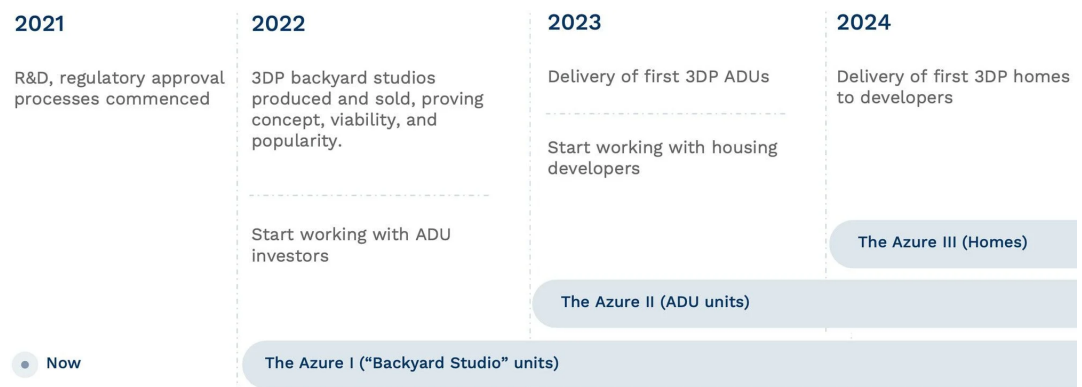 2021
R&D, regulatory approval
processes commenced
Now
2022
3DP backyard studios
produced and sold, proving
concept, viability, and
popularity.
Start working with ADU
investors
The Azure I (“Backyard Studio” units)
2023
Delivery of first 3DP ADUs
Start working with housing
developers
The Azure II (ADU units)
2024
Delivery of first 3DP homes
to developers
The Azure III (Homes)